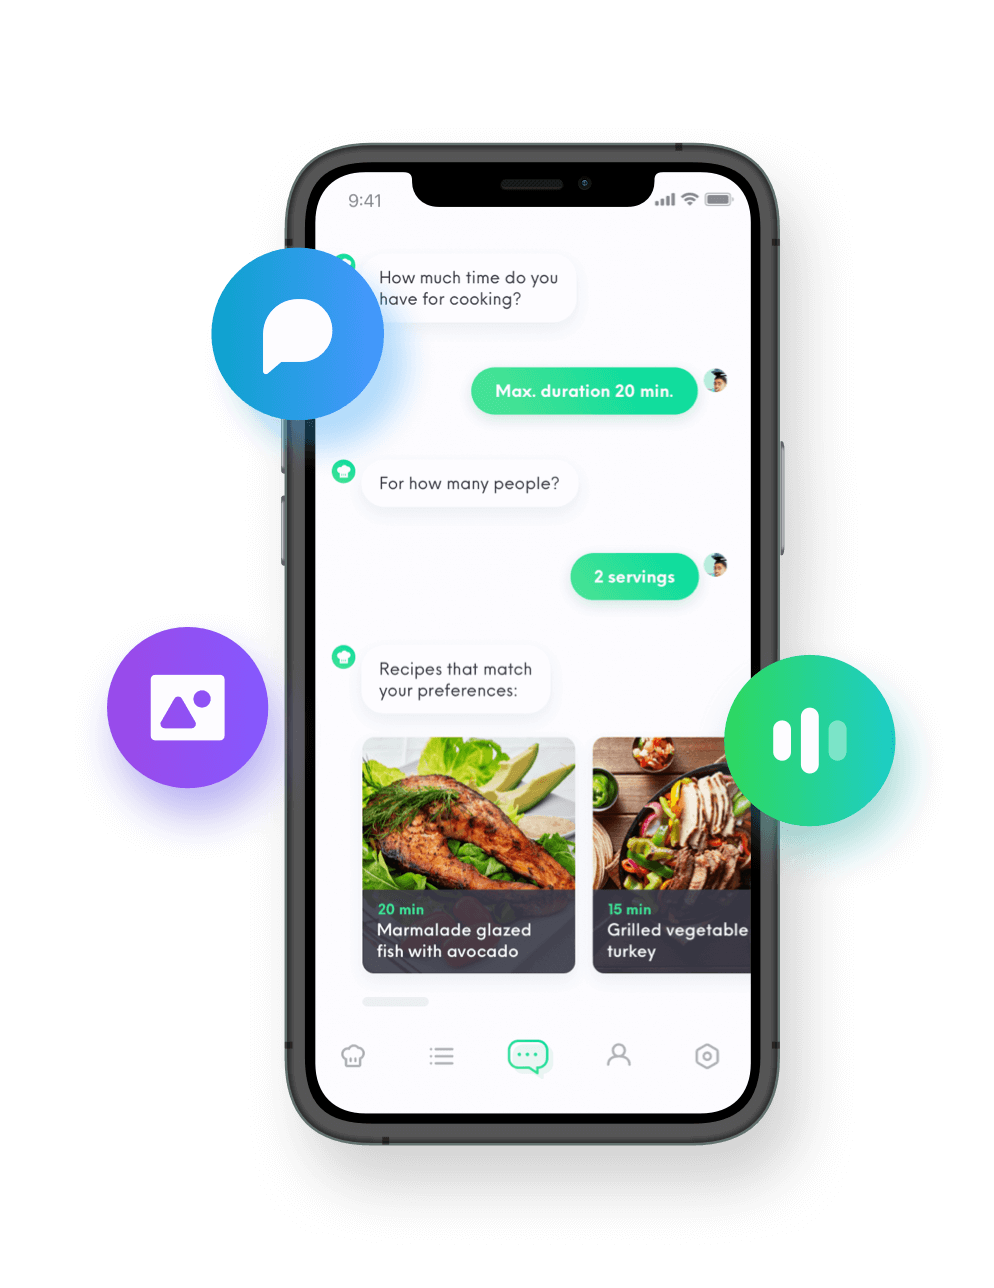 9:41
How much time do you
have for cooking?
Max. duration 20 min.
For how many people?
2 servings
Recipes that match
your preferences:
20 min
Marmalade glazed
fish with avocado
15 min
Grilled vegetable
turkey